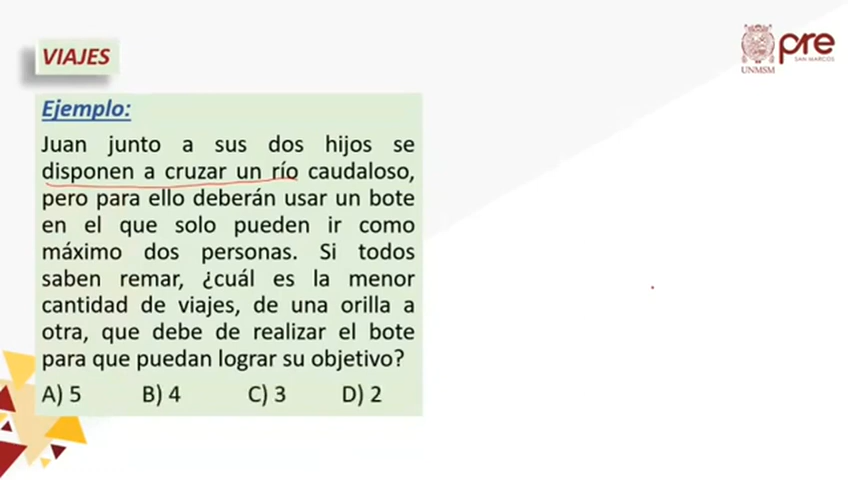 VIAJES
UNMSM
pre
SAN MARCOS
Ejemplo:
Juan junto a sus dos hijos se
disponen a cruzar un río caudaloso,
pero para ello deberán usar un bote
en el que solo pueden ir como
máximo dos personas. Si todos
saben remar, ¿cuál es la menor
cantidad de viajes, de una orilla a
otra, que debe de realizar el bote
para que puedan lograr su objetivo?
A) 5 B) 4 C) 3 D) 2